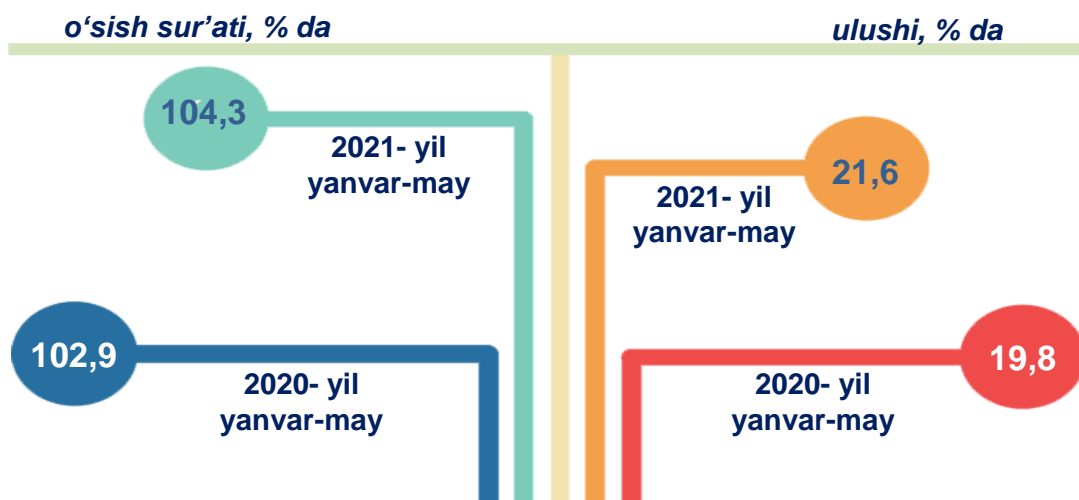 o‘sish sur’ati, % da
ulushi, % da
104,3
2021- yil
yanvar-may
21,6
2021- yil
yanvar-may
102,9
2020- yil
yanvar-may
19,8
2020- yil
yanvar-may